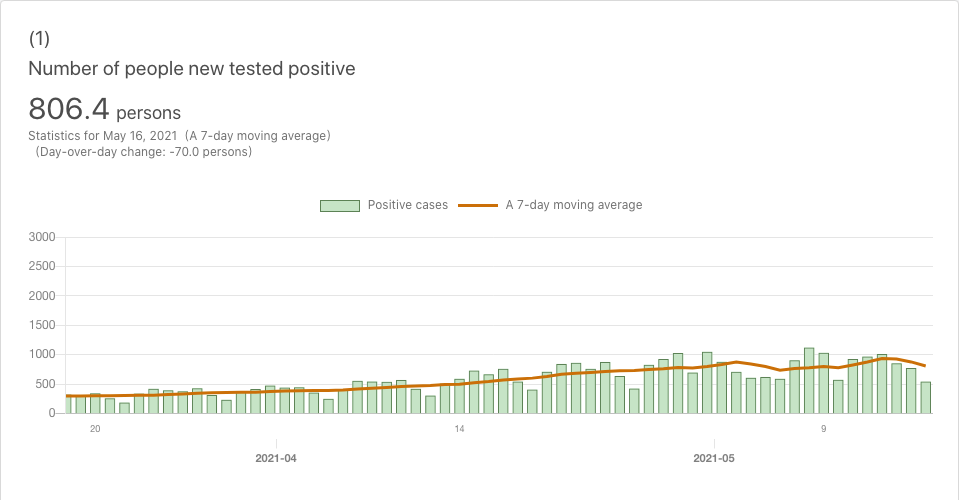 (1)
Number of people new tested positive
806.4 persons
Statistics for May 16, 2021 (A 7-day moving average)
(Day-over-day change: -70.0 persons)
Positive cases A 7-day moving average
3000
2500
2000
1500
1000
500
0
20 14 9
2021-04 2021-05